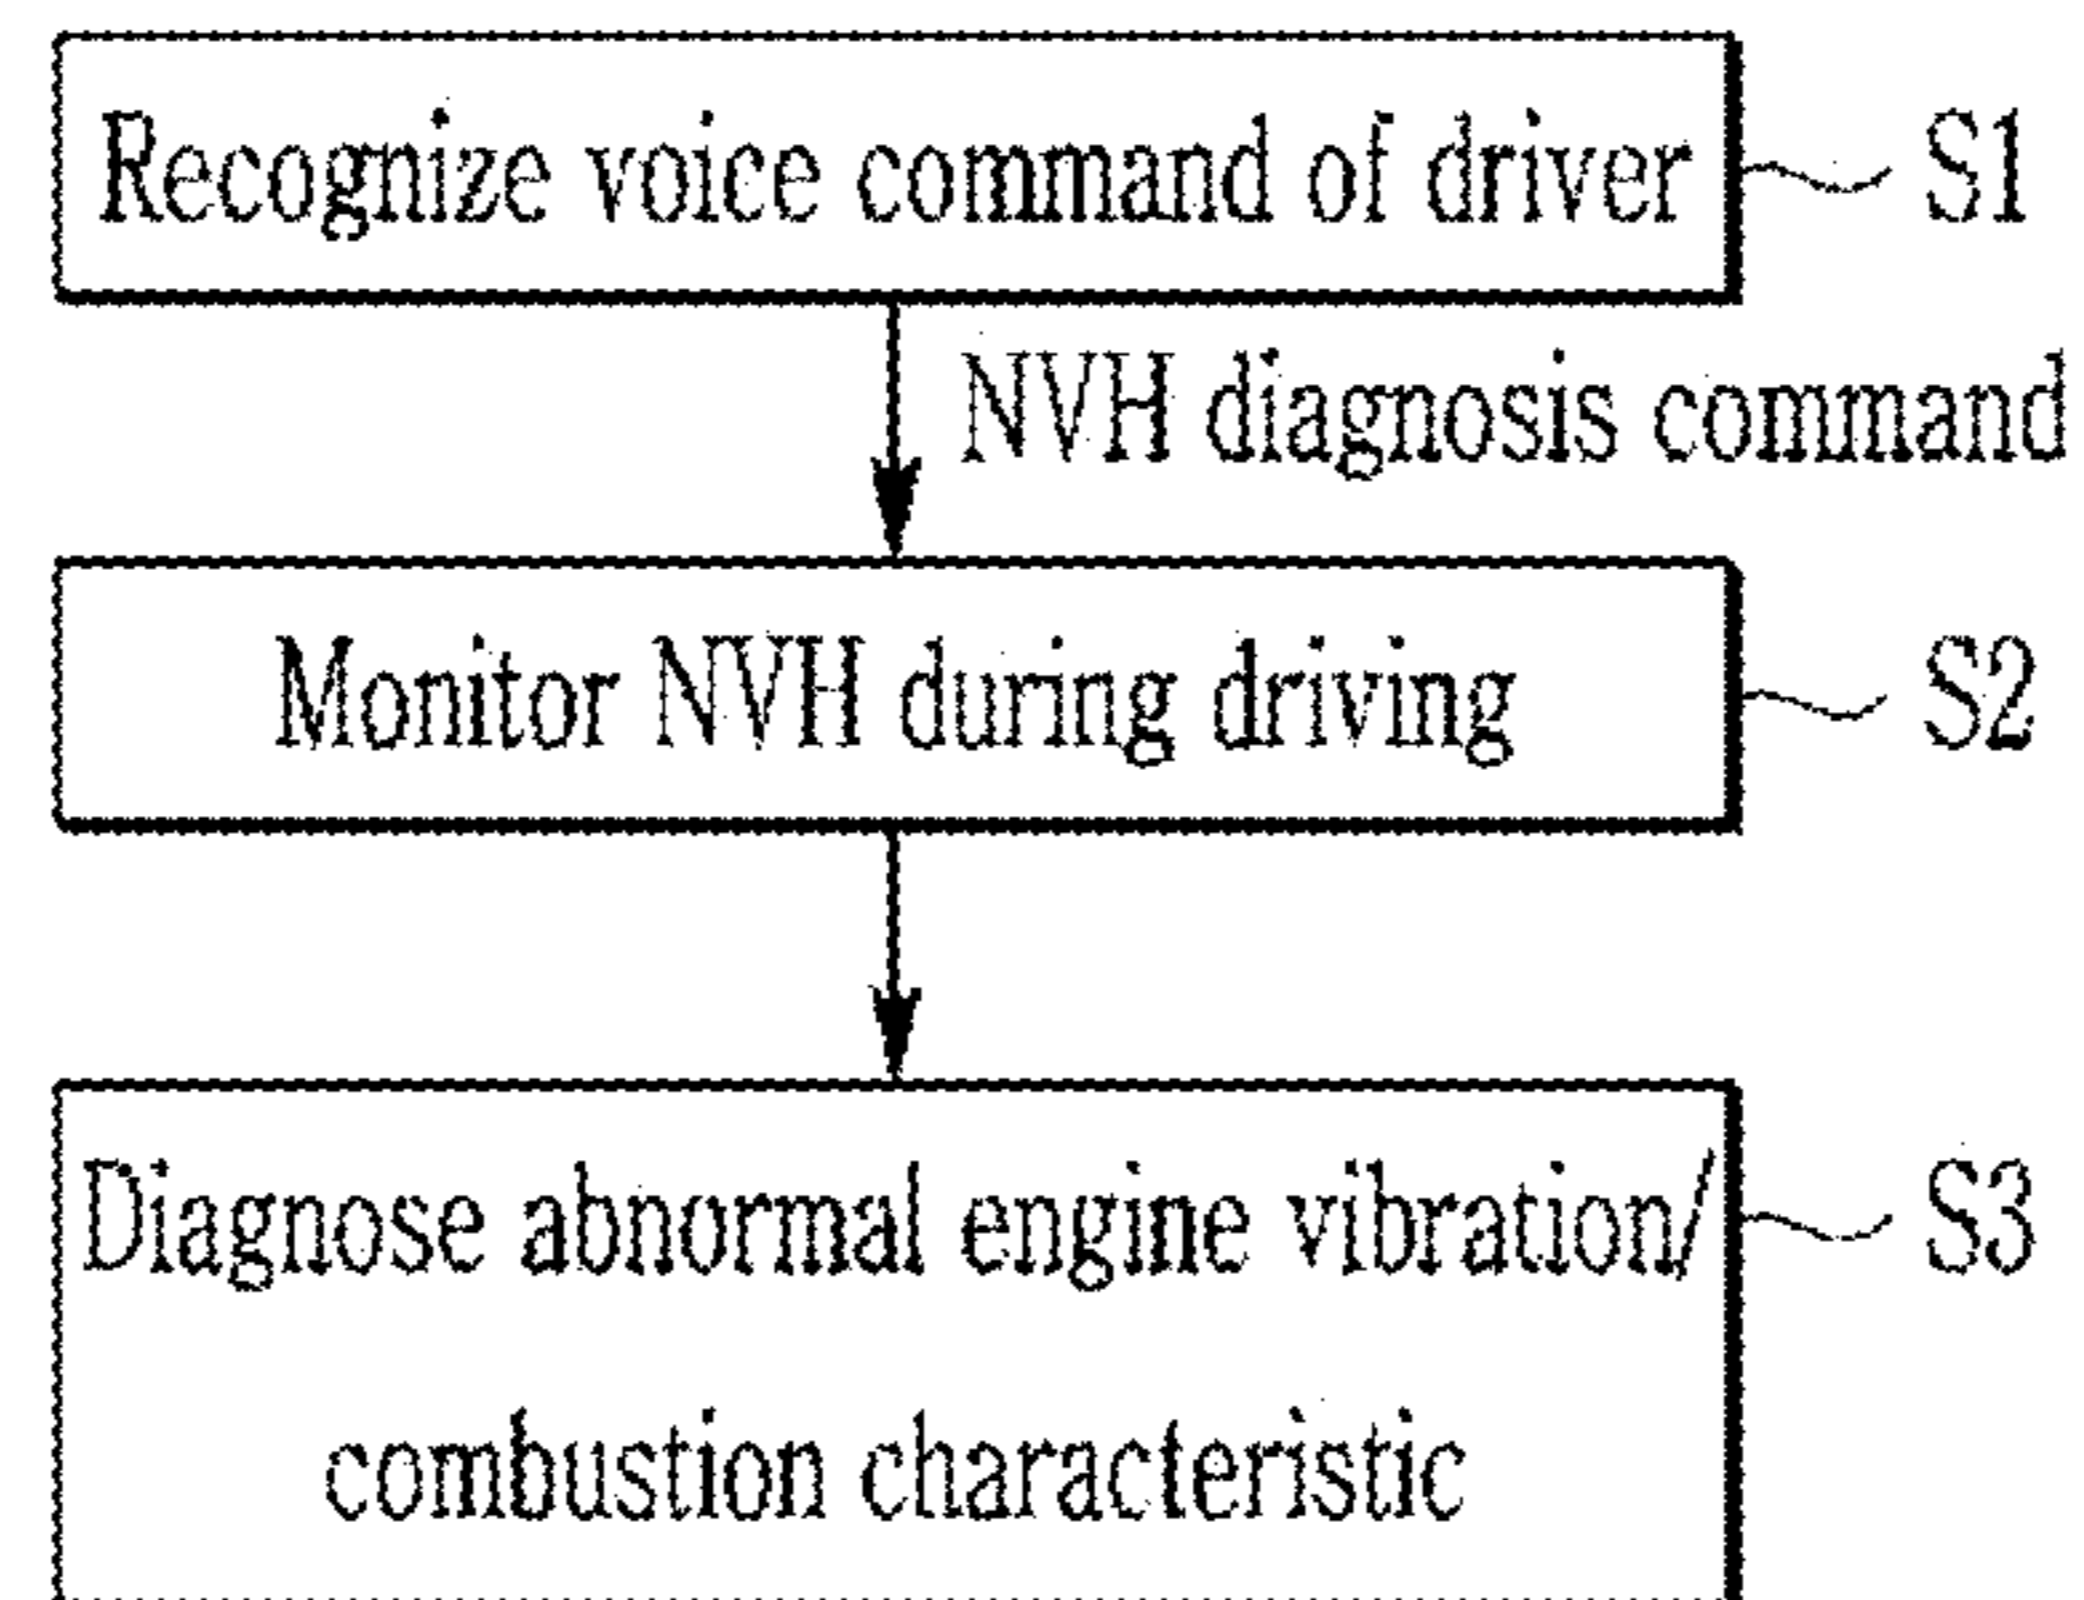 Recognize voice command of driver
S1
NVH diagnosis command
Monitor NVH during driving
S2
Diagnose abnormal engine vibration/
S3
combustion characteristic